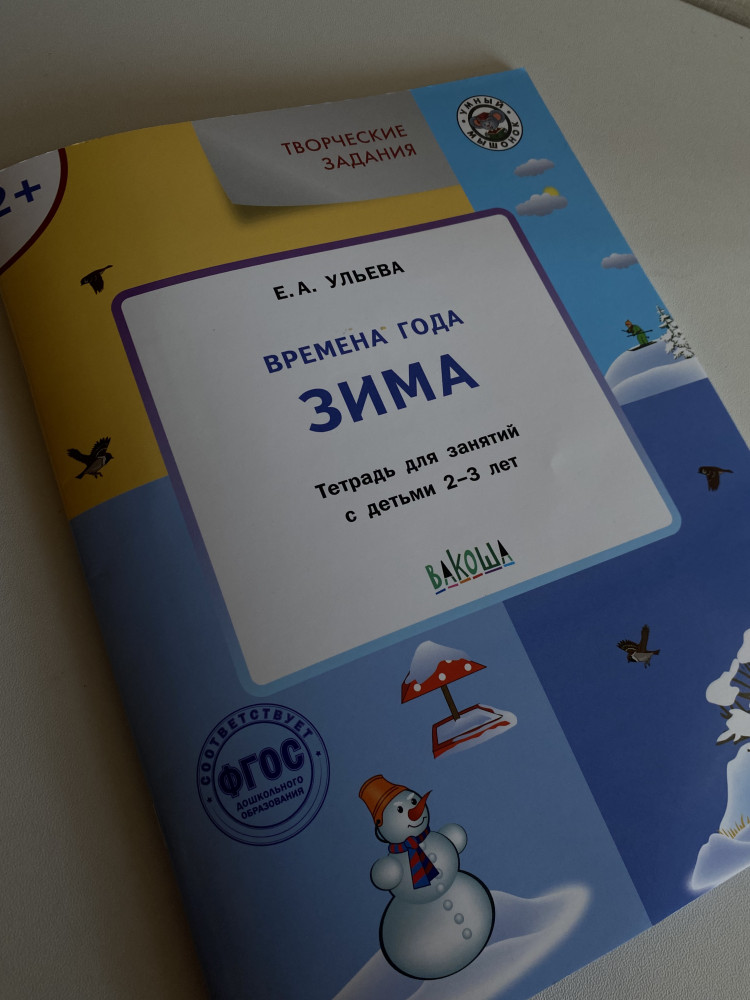 ТВОРЧЕСКИЕ
ЗАДАНИЯ
УМНЫЙ
МЫШОНОК
2+
Е.А. УЛЬЕВА
ВРЕМЕНА ГОДА
ЗИМА
Тетрадь для занятий
с детьми 2–3 лет
ВАКОША
СООТВЕТСТВУЕТ
ФГОС
ДОШКОЛЬНОГО
ОБРАЗОВАНИЯ